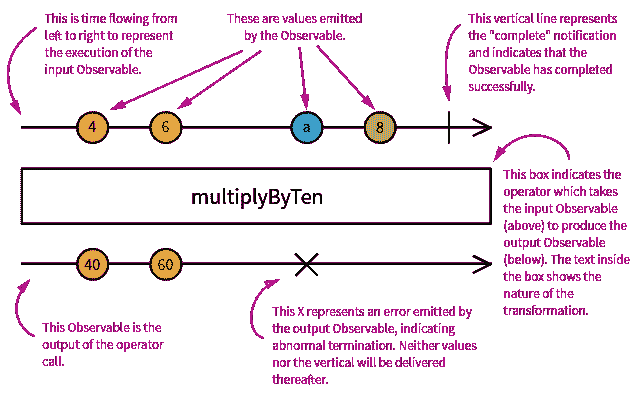 This is time flowing from
left to right to represent
the execution of the
input Observable.
These are values emitted
by the Observable.
This vertical line represents
the "complete" notification
and indicates that the
Observable has completed
successfully.
4
6
a
8
multiplyByTen
This box indicates the
operator which takes
the input Observable
(above) to produce the
output Observable
(below). The text inside
the box shows the
nature of the
transformation.
40
60
This Observable is the
output of the operator
call.
This X represents an error emitted by
the output Observable, indicating
abnormal termination. Neither values
nor the vertical will be delivered
thereafter.